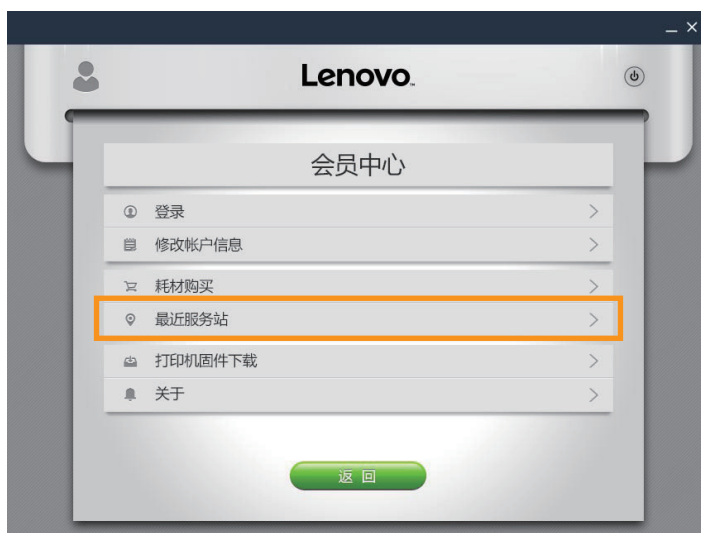 Lenovo
会员中心
登录
修改帐户信息
耗材购买
最近服务站
打印机固件下载
关于
返回